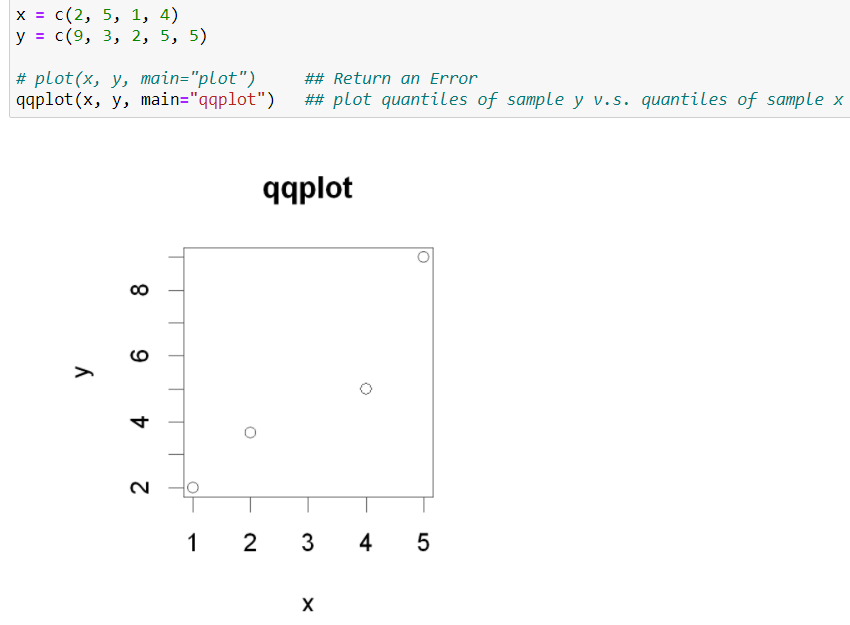 x = c(2, 5, 1, 4)
y = c(9, 3, 2, 5, 5)
# plot(x, y, main="plot")    ## Return an Error
qqplot(x, y, main="qqplot")   ## plot quantiles of sample y v.s. quantiles of sample x
qqplot
8
6
y
4
2
1 2 3 4 5
x